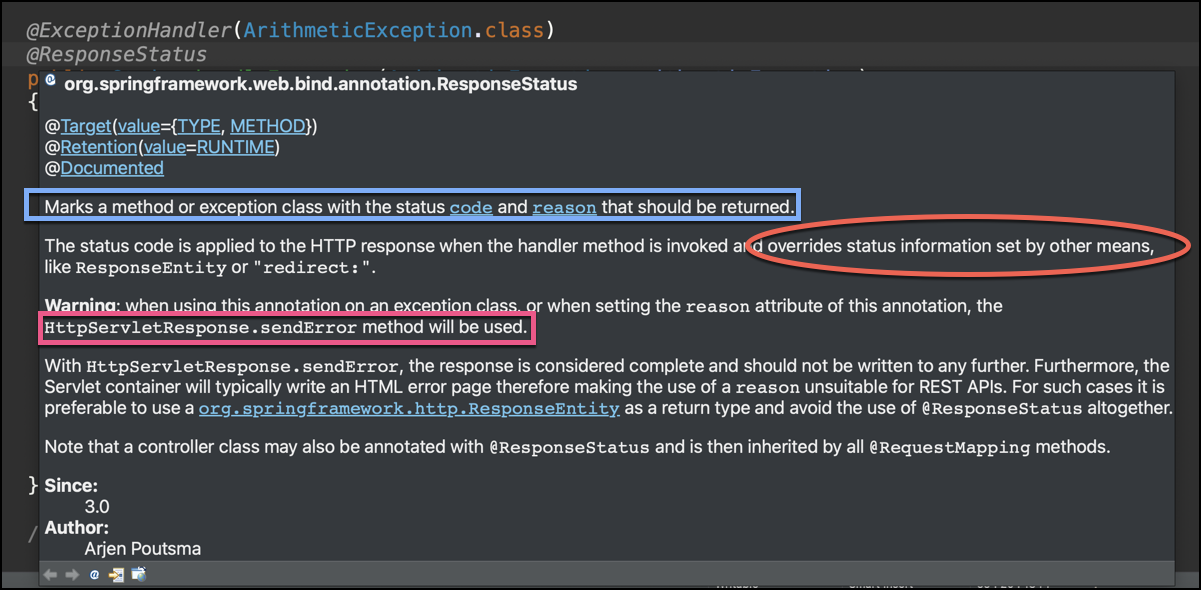 @ExceptionHandler(ArithmeticException.class)
@ResponseStatus
p
{
@ org.springframework.web.bind.annotation.ResponseStatus
@Target(value={TYPE, METHOD})
@Retention(value=RUNTIME)
@Documented
Marks a method or exception class with the status code and reason that should be returned.
The status code is applied to the HTTP response when the handler method is invoked and overrides status information set by other means,
like ResponseEntity or "redirect:".
Warning: when using this annotation on an exception class, or when setting the reason attribute of this annotation, the
HttpServletResponse.sendError method will be used.
With HttpServletResponse.sendError, the response is considered complete and should not be written to any further. Furthermore, the
Servlet container will typically write an HTML error page therefore making the use of a reason unsuitable for REST APIs. For such cases it is
preferable to use a org.springframework.http.ResponseEntity as a return type and avoid the use of @ResponseStatus altogether.
Note that a controller class may also be annotated with @ResponseStatus and is then inherited by all @RequestMapping methods.
} Since:
3.0
/ Author:
Arjen Poutsma
@